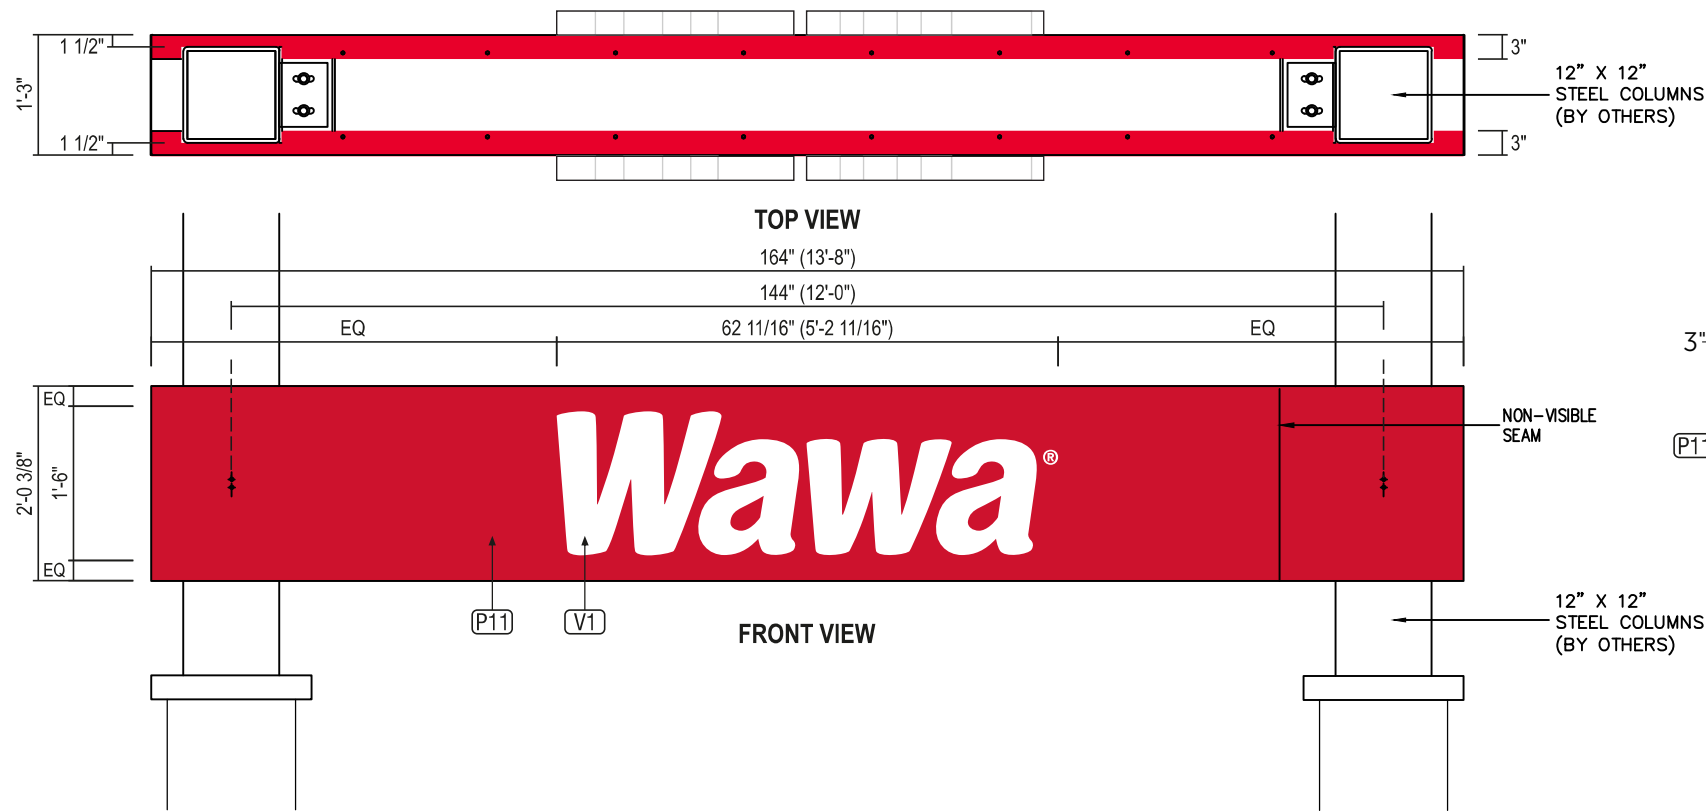 1 1/2"
1'-3"
1 1/2"
3"
3"
12” X 12”
STEEL COLUMNS
(BY OTHERS)
TOP VIEW
164" (13'-8")
144" (12'-0")
EQ
62 11/16" (5'-2 11/16")
EQ
3"
EQ
2'-0 3/8"
1'-6"
EQ
Wawa®
NON-VISIBLE
SEAM
P11
P11
V1
FRONT VIEW
12” X 12”
STEEL COLUMNS
(BY OTHERS)